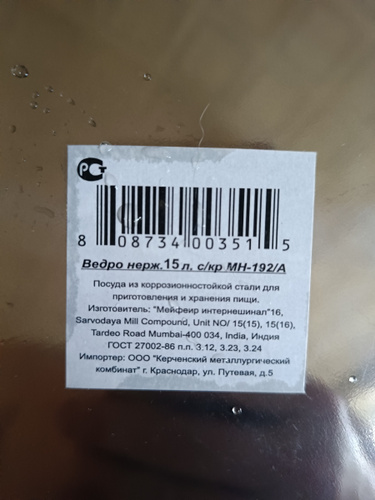 РСТ
8 08734 00351 5
Ведро нерж.15 л. с/кр МН-192/А
Посуда из коррозионностойкой стали для
приготовления и хранения пищи.
Изготовитель: "Мейфеир интернешинал"16,
Sarvodaya Mill Compound, Unit NO/ 15(15), 15(16),
Tardeo Road Mumbai-400 034, India, Индия
ГОСТ 27002-86 п.п. 3.12, 3.23, 3.24
Импортер: ООО "Керченский металлургический
комбинат" г. Краснодар, ул. Путевая, д.5